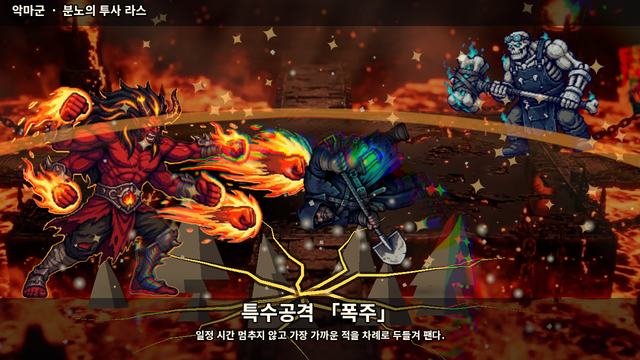 악마군 · 분노의 투사 라스
특수공격 「폭주」
일정 시간 멈추지 않고 가장 가까운 적을 차례로 두들겨 팬다.